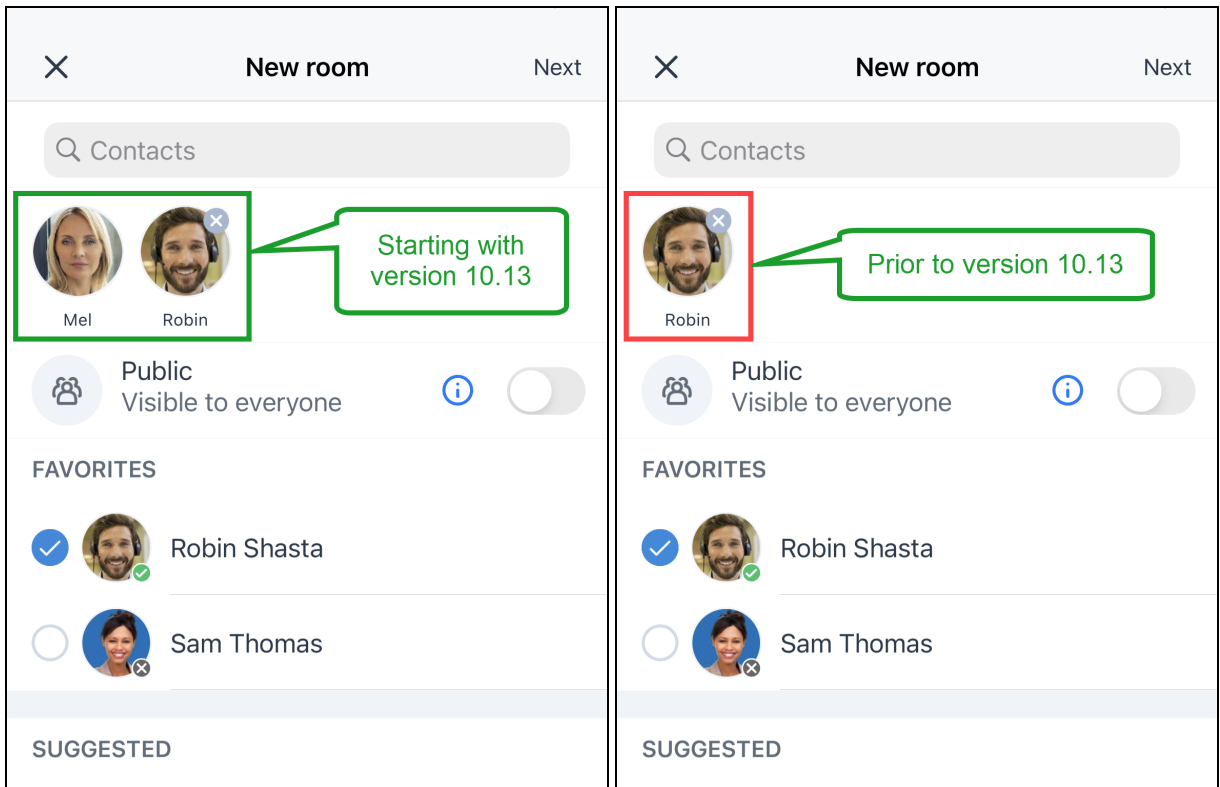 New room
Next
Contacts
Starting with
version 10.13
Mel
Robin
Public
Visible to everyone
FAVORITES
Robin Shasta
Sam Thomas
SUGGESTED
New room
Next
Contacts
Prior to version 10.13
Robin
Public
Visible to everyone
FAVORITES
Robin Shasta
Sam Thomas
SUGGESTED